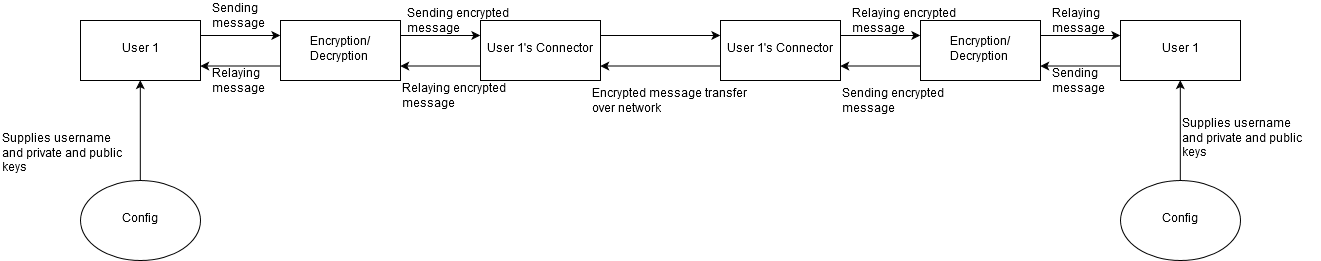 Sending
message
Sending encrypted
message
Relaying encrypted
message
Relaying
message
User 1
Encryption/
Decryption
User 1's Connector
User 1's Connector
Encryption/
Decryption
User 1
Relaying
message
Relaying encrypted
message
Encrypted message transfer
over network
Sending encrypted
message
Sending
message
Supplies username
and private and public
keys
Supplies username
and private and public
keys
Config
Config